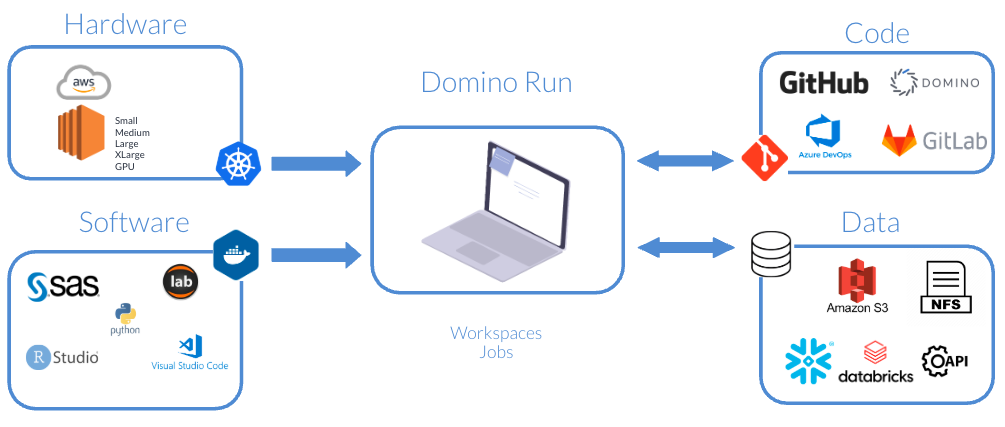 Hardware
aws
Small
Medium
Large
XLarge
GPU
Software
sas
lab
python
R Studio
Visual Studio Code
Domino Run
Workspaces
Jobs
Code
GitHub
DOMINO
Azure DevOps
GitLab
Data
Amazon S3
NFS
databricks
API